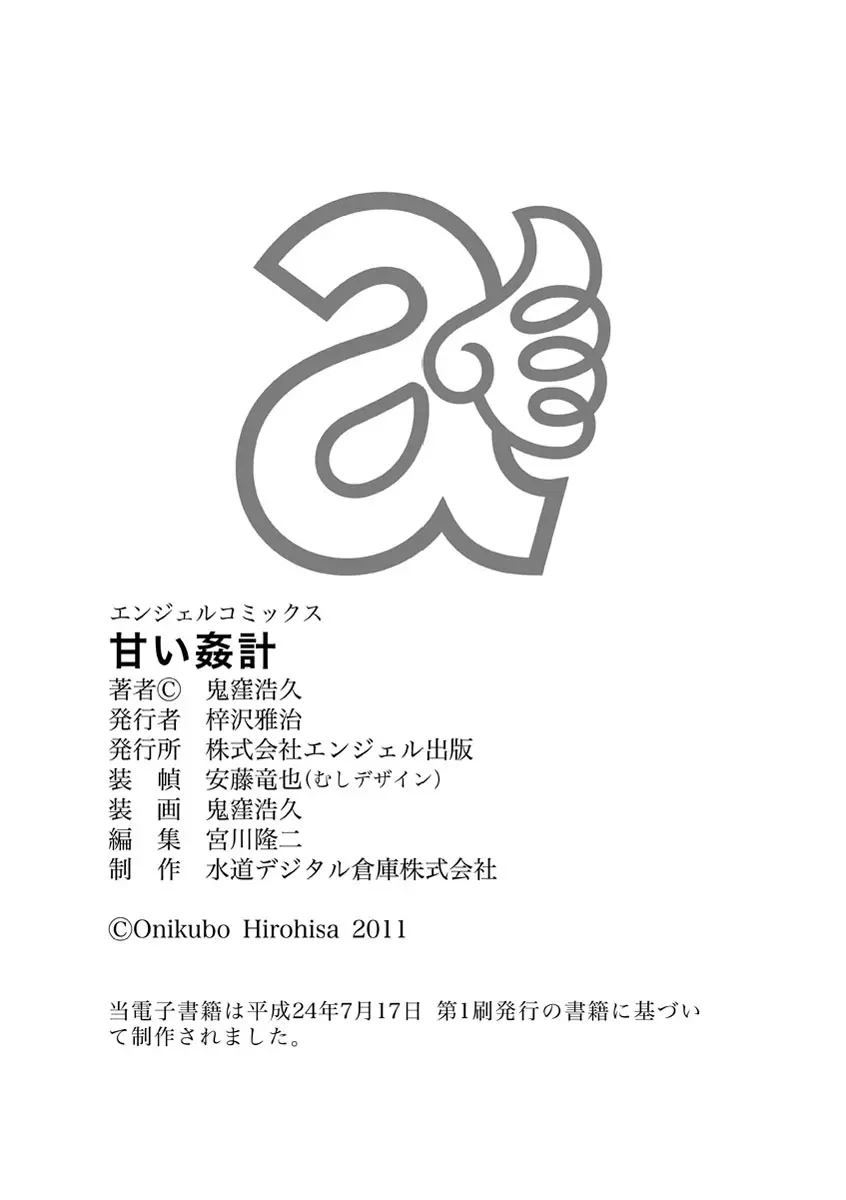 エンジェルコミックス
甘い姦計
著者Ⓒ　鬼窪浩久
発行者　梓沢雅治
発行所　株式会社エンジェル出版
装　幀　安藤竜也(むしデザイン)
装　画　鬼窪浩久
編　集　宮川隆二
制　作　水道デジタル倉庫株式会社
ⒸOnikubo Hirohisa 2011
当電子書籍は平成24年7月17日 第1刷発行の書籍に基づい
て制作されました。